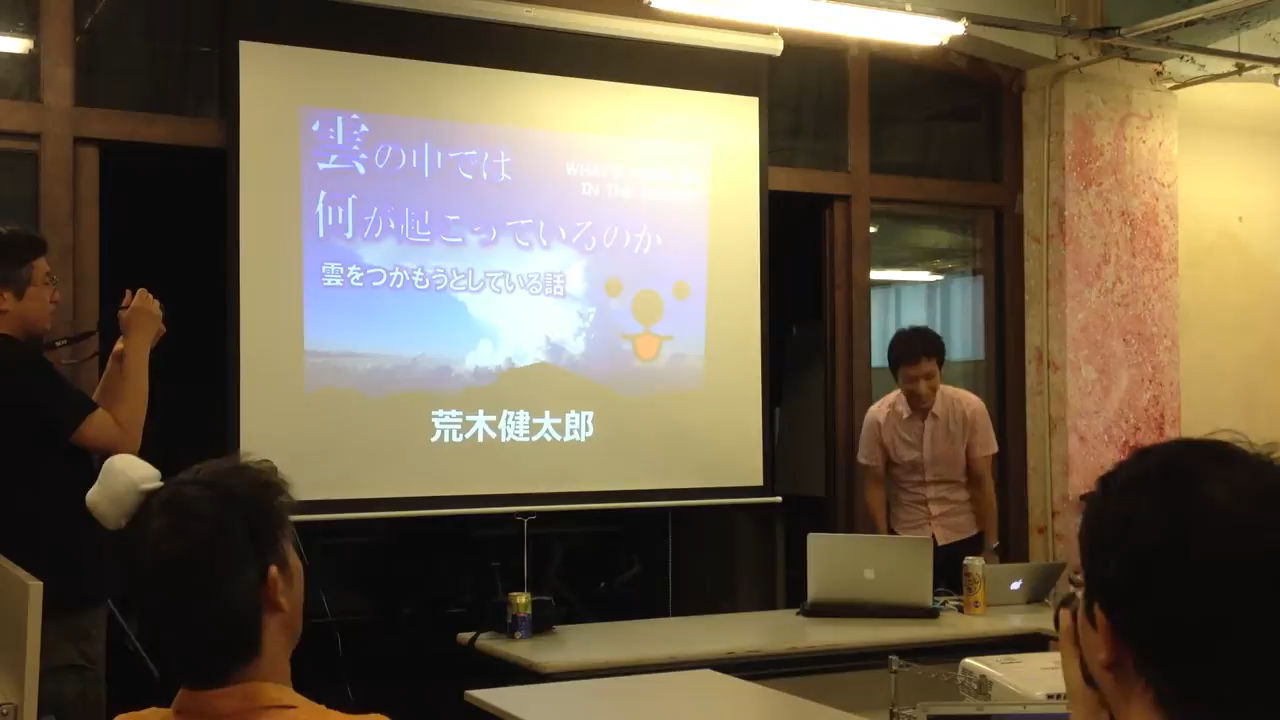 雲の中では
何が起こっているのか
雲をつかもうとしている話
IN
荒木健太郎